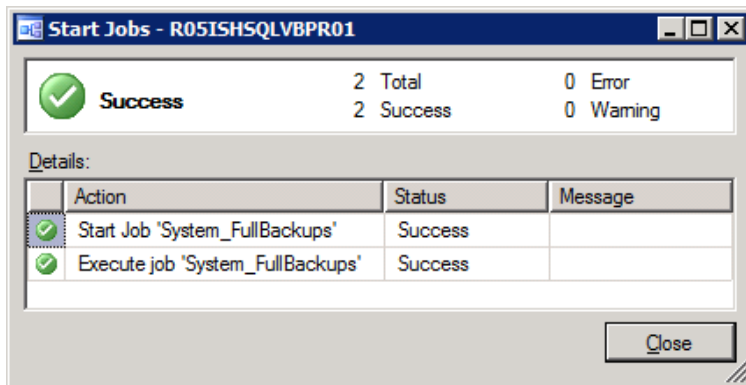 Start Jobs - R05ISHSQLVBPR01
Success
2 Total 0 Error
2 Success 0 Warning
Details:
Action Status Message
Start Job 'System_FullBackups' Success
Execute job 'System_FullBackups' Success
Close